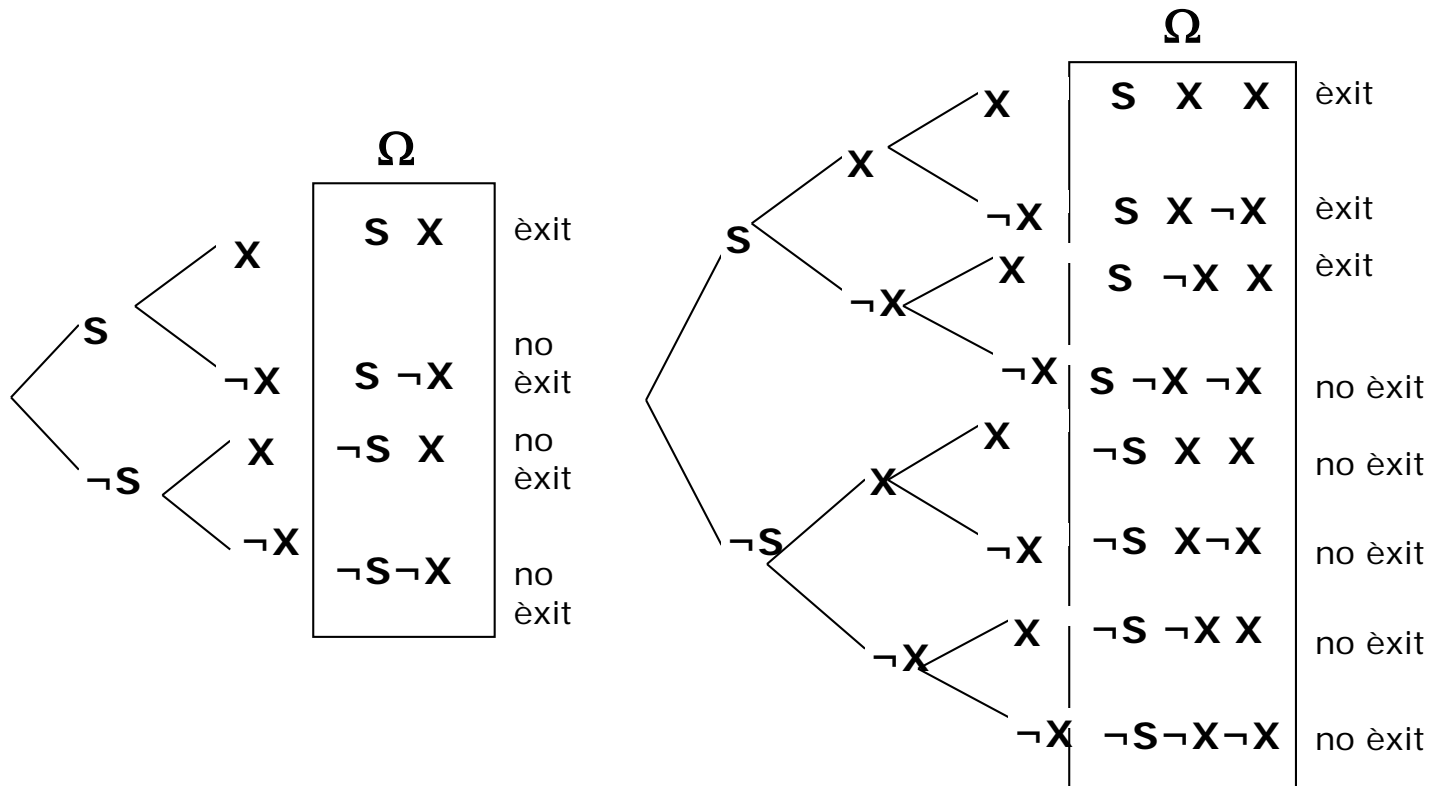 Ω
S
X
¬X
¬S
X
¬X
S X
èxit
S ¬X
no
èxit
¬S X
no
èxit
¬S¬X
no
èxit
Ω
S
X
X
¬X
¬X
X
¬X
¬S
X
X
¬X
¬X
X
¬X
S X X
èxit
S X ¬X
èxit
S ¬X X
èxit
S ¬X ¬X
no èxit
¬S X X
no èxit
¬S X¬X
no èxit
¬S ¬X X
no èxit
¬S¬X¬X
no èxit